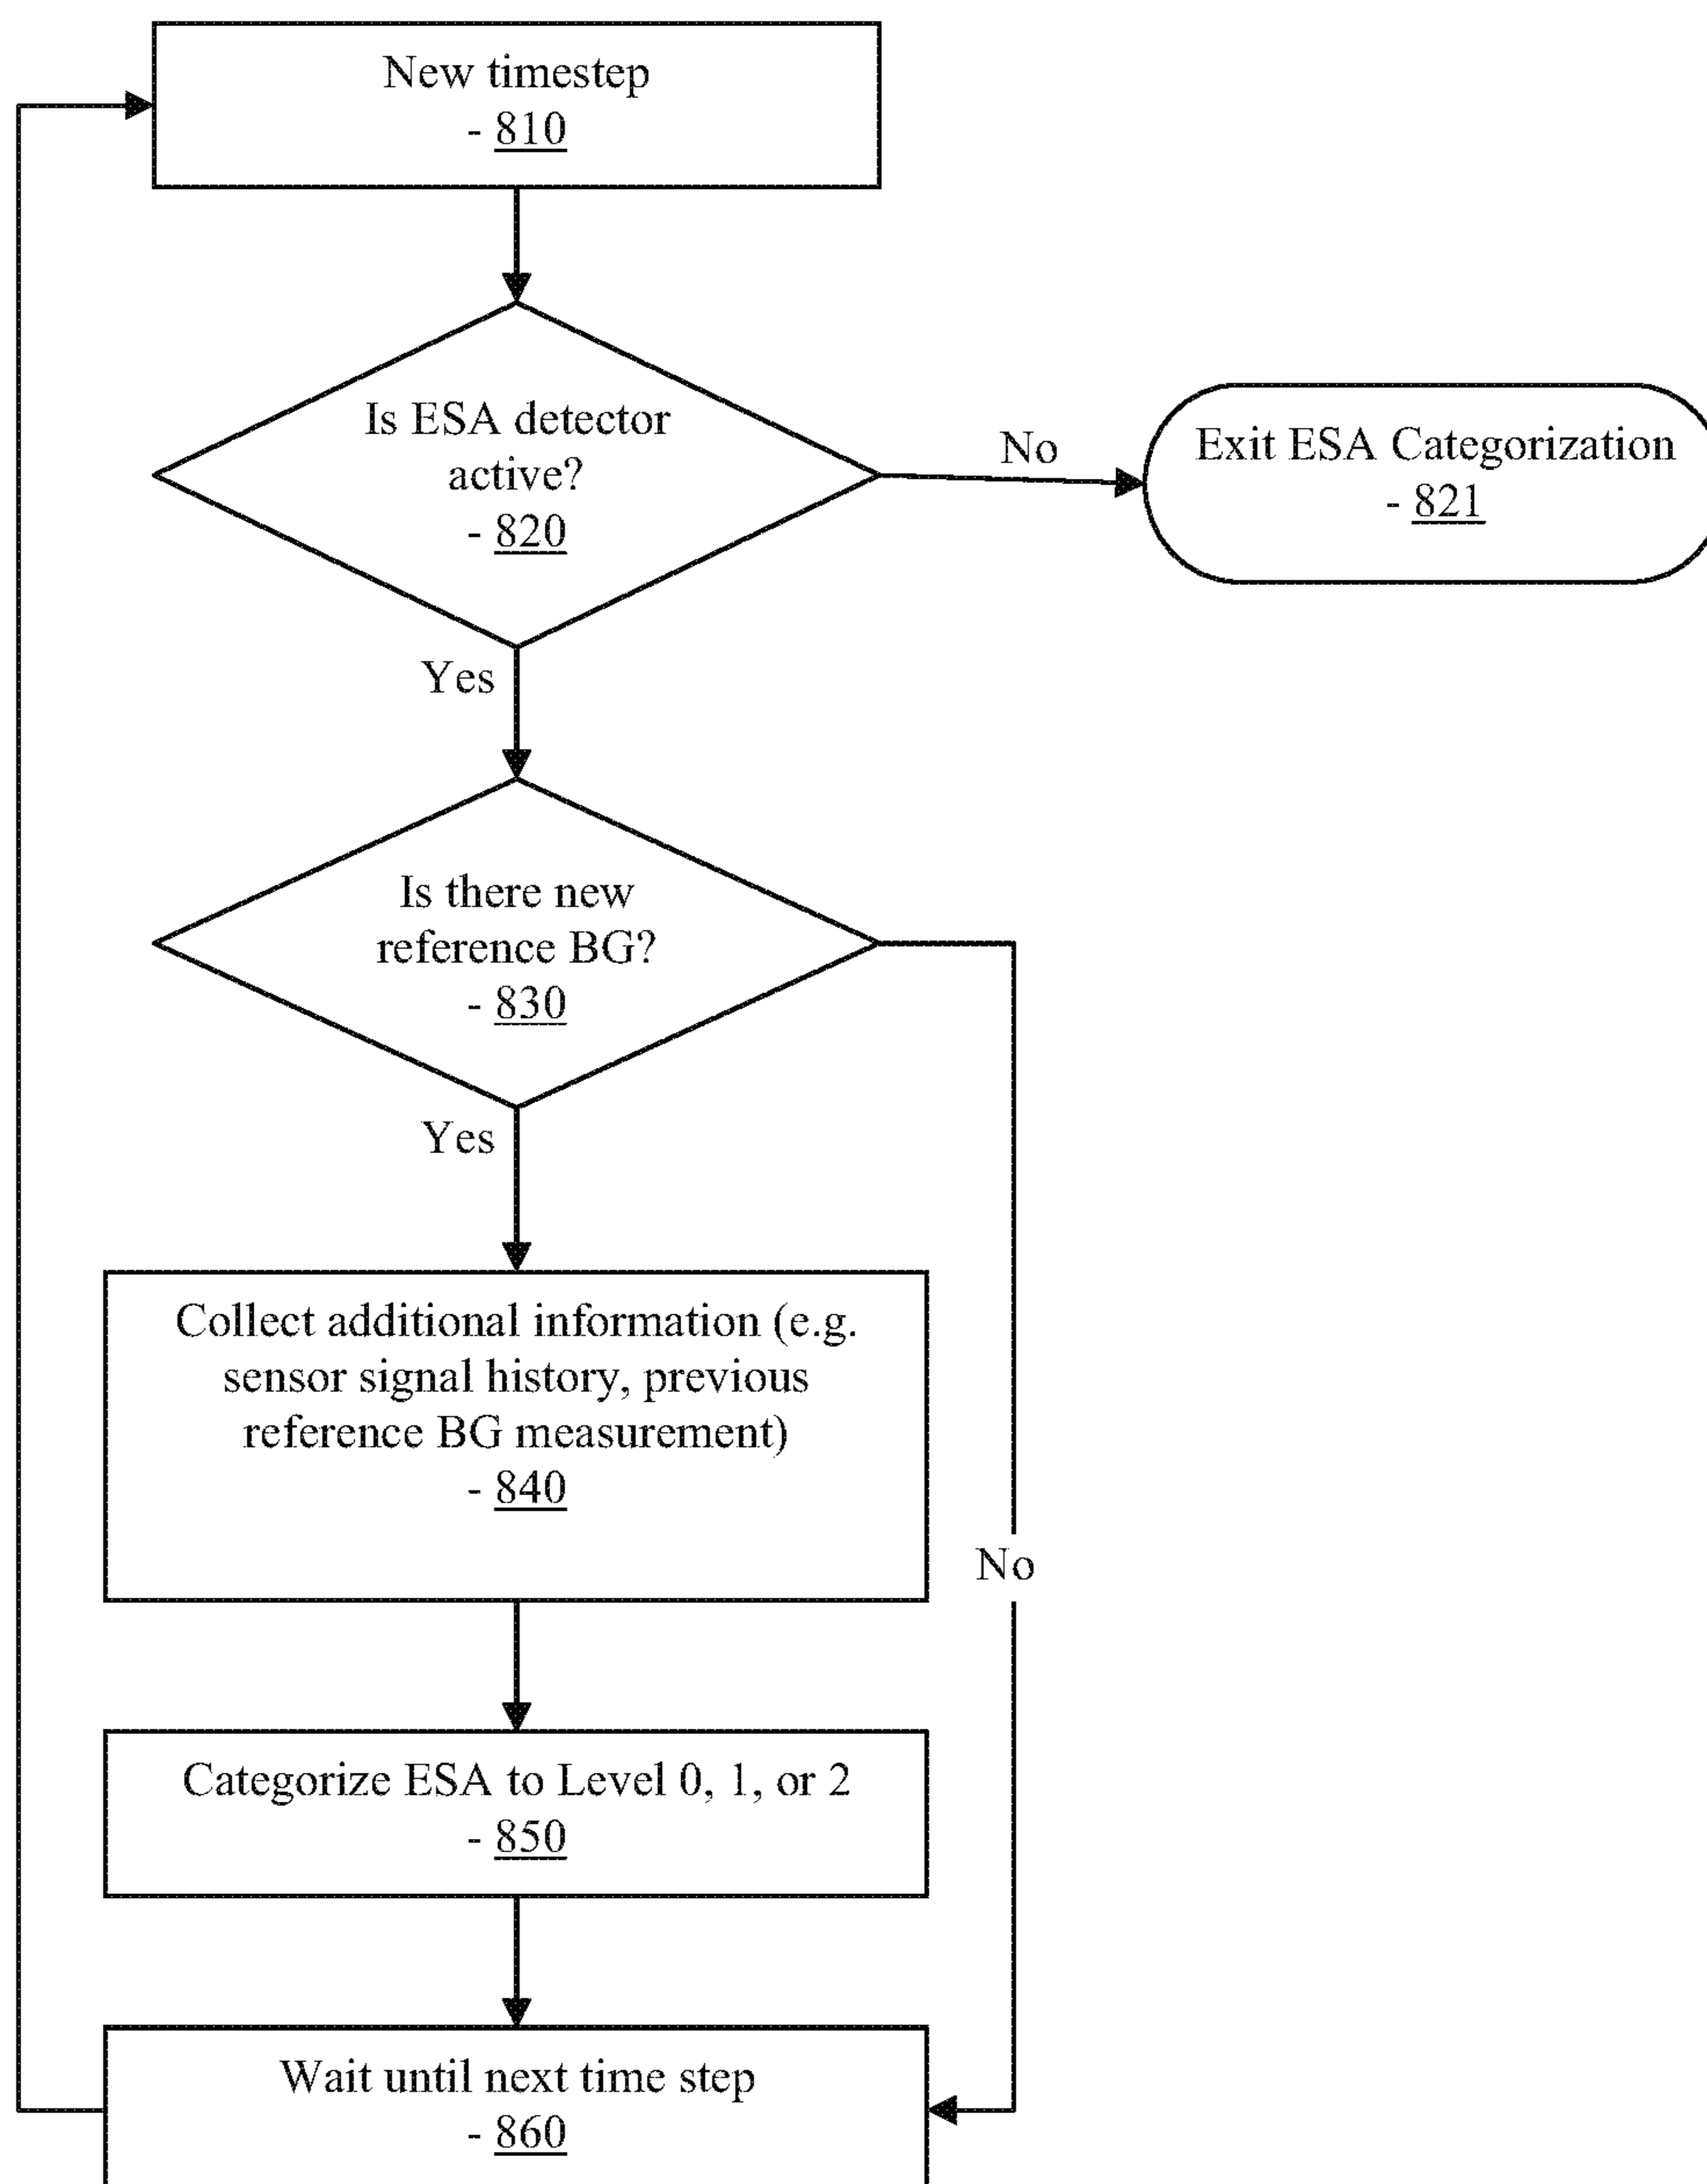 New timestep
- 810
Is ESA detector
active?
- 820
No
Exit ESA Categorization
- 821
Yes
Is there new
reference BG?
- 830
Yes
Collect additional information (e.g.
sensor signal history, previous
reference BG measurement)
- 840
No
Categorize ESA to Level 0, 1, or 2
- 850
Wait until next time step
- 860